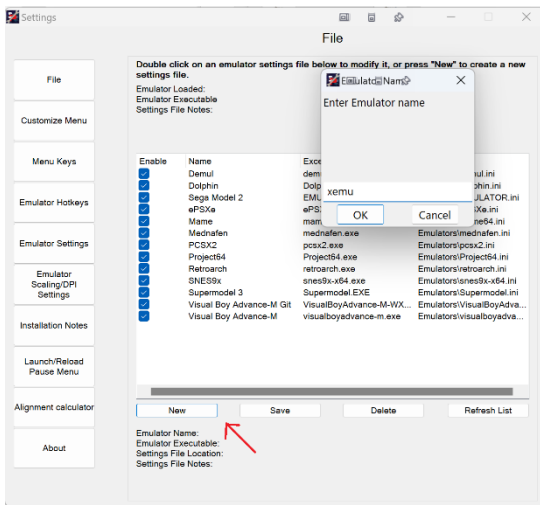 Settings
File
File
Customize Menu
Menu Keys
Emulator Hotkeys
Emulator Settings
Emulator
Scaling/DPI
Settings
Installation Notes
Launch/Reload
Pause Menu
Alignment calculator
About
Double click on an emulator settings file below to modify it, or press "New" to create a new
settings file.
Emulator Loaded:
Emulator Executable
Settings File Notes:
Enter Emulator name
xemu
OK Cancel
Enable Name
Demul
Dolphin
Sega Model 2
ePSXe
Mame
Mednafen mednafen.exe Emulators\mednafen.ini
PCSX2 pcsx2.exe Emulators\pcsx2.ini
Project64 Project64.exe Emulators\Project64.ini
Retroarch retroarch.exe Emulators\retroarch.ini
SNES9x snes9x-x64.exe Emulators\snes9x-x64.ini
Supermodel 3 Supermodel.EXE Emulators\Supermodel.ini
Visual Boy Advance-M Git VisualBoyAdvance-M-WX... Emulators\VisualBoyAdva...
Visual Boy Advance-M visualboyadvance-m.exe Emulators\visualboyadva...
New Save Delete Refresh List
Emulator Name:
Emulator Executable:
Settings File Location:
Settings File Notes: